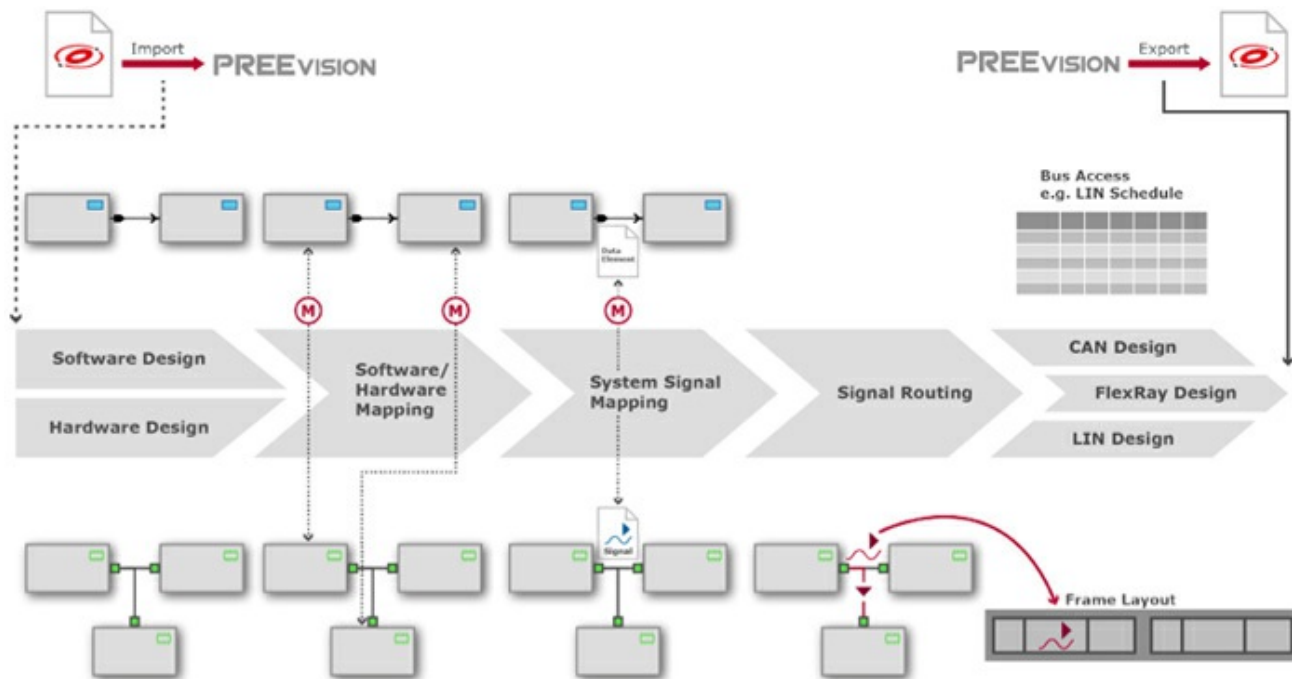 Import
PREEVISION
PREEVISION
Export
Bus Access
e.g. LIN Schedule
Data
Element
M
M
M
Software Design
Hardware Design
Software/
Hardware
Mapping
System Signal
Mapping
Signal Routing
CAN Design
FlexRay Design
LIN Design
Signal
Frame Layout